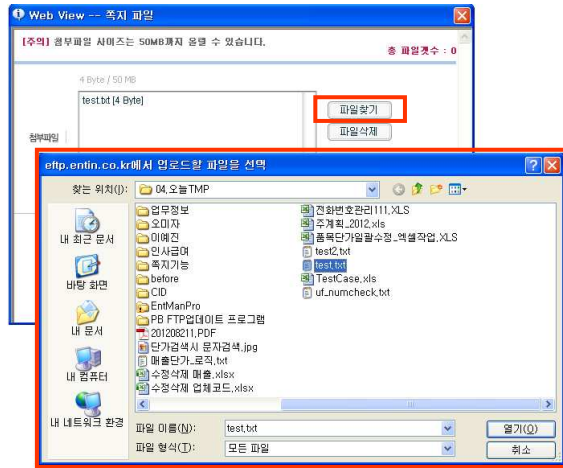 Web View -- 쪽지 파일
[주의] 첨부파일 사이즈는 50MB까지 올릴 수 있습니다.
총 파일갯수 : 0
4 Byte / 50 MB
test.txt [4 Byte]
파일찾기
파일삭제
첨부파일
eftp.entin.co.kr에서 업로드할 파일을 선택
찾는 위치(I):
04.오늘TMP
내 최근 문서
바탕 화면
내 문서
내 컴퓨터
내 네트워크 환경
업무정보
오미자
이예진
인사급여
쪽지기능
before
CID
EntManPro
PB FTP업데이트 프로그램
201208211.PDF
단가검색시 문자검색.jpg
매출단가_로직.txt
수정삭제 매출.xlsx
수정삭제 업체코드.xlsx
전화번호관리111.XLS
주계획_2012.xls
품목단가일괄수정_엑셀작업.XLS
test2.txt
test.txt
TestCase.xls
uf_numcheck.txt
파일 이름(N):
test.txt
열기(O)
파일 형식(T):
모든 파일
취소